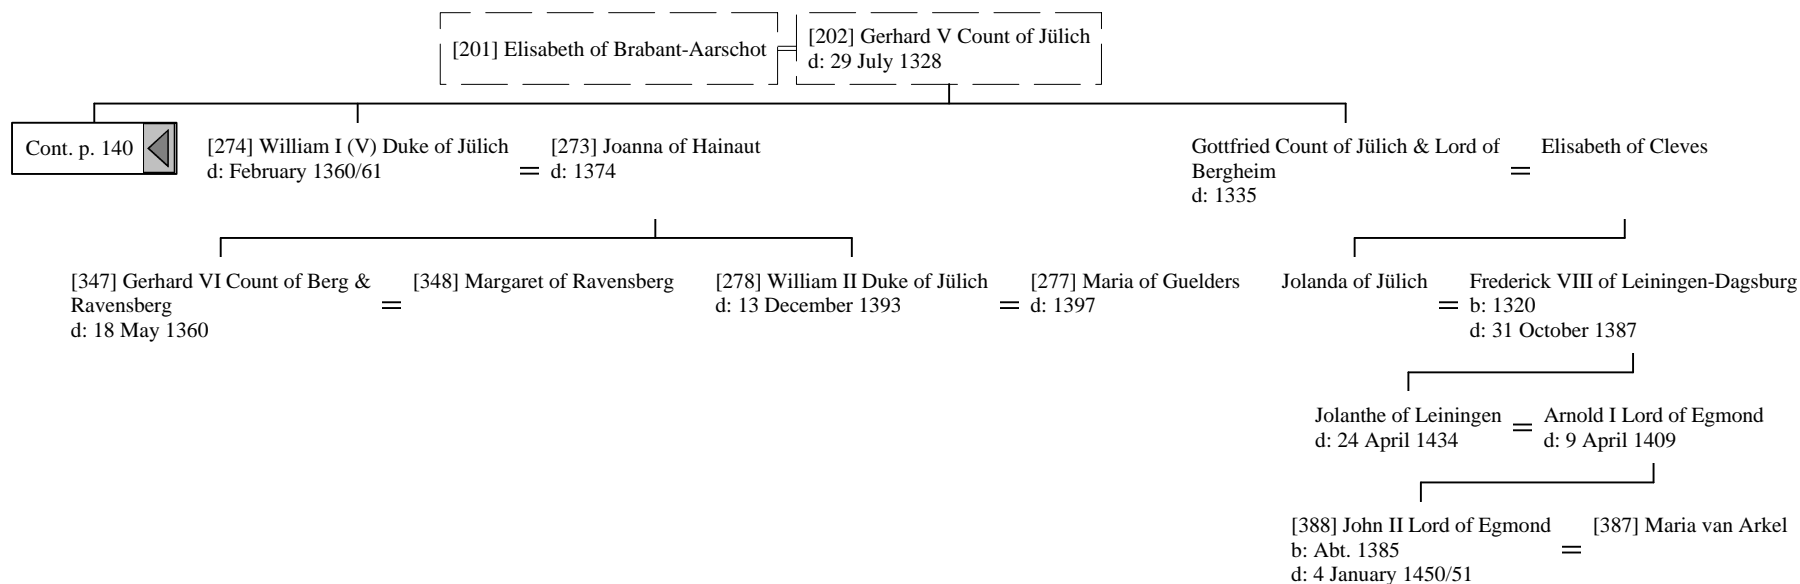 [201] Elisabeth of Brabant-Aarschot
[202] Gerhard V Count of Jülich
d: 29 July 1328
Cont. p. 140
[274] William I (V) Duke of Jülich
d: February 1360/61
=
[273] Joanna of Hainaut
d: 1374
Gottfried Count of Jülich & Lord of
Bergheim
d: 1335
=
Elisabeth of Cleves
[347] Gerhard VI Count of Berg &
Ravensberg
d: 18 May 1360
=
[348] Margaret of Ravensberg
[278] William II Duke of Jülich
d: 13 December 1393
=
[277] Maria of Guelders
d: 1397
Jolanda of Jülich
=
Frederick VIII of Leiningen-Dagsburg
b: 1320
d: 31 October 1387
Jolanthe of Leiningen
d: 24 April 1434
=
Arnold I Lord of Egmond
d: 9 April 1409
[388] John II Lord of Egmond
b: Abt. 1385
d: 4 January 1450/51
=
[387] Maria van Arkel